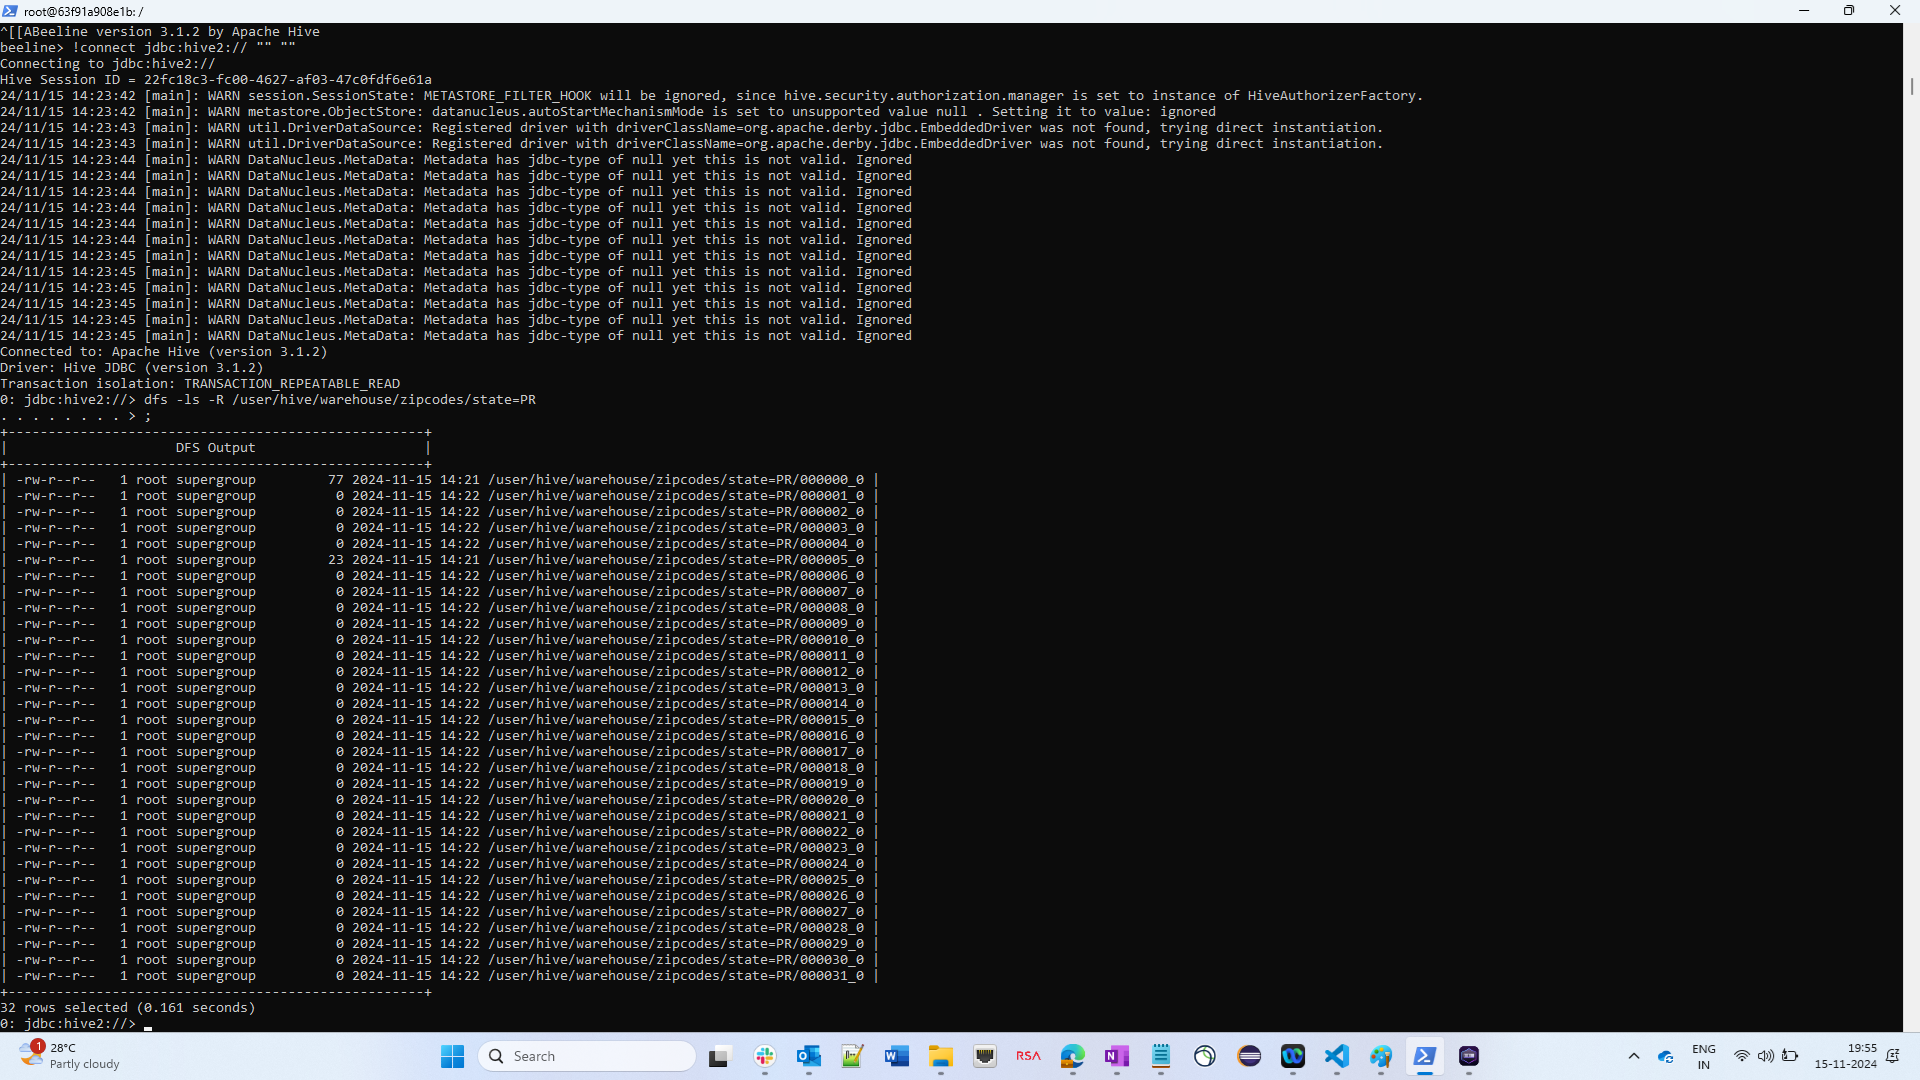 root@63f91a908e1b: /
^[[ABeeline version 3.1.2 by Apache Hive
beeline> !connect jdbc:hive2:// "" ""
Connecting to jdbc:hive2://
Hive Session ID = 22fc18c3-fc00-4627-af03-47c0fdf6e61a
24/11/15 14:23:42 [main]: WARN session.SessionState: METASTORE_FILTER_HOOK will be ignored, since hive.security.authorization.manager is set to instance of HiveAuthorizerFactory.
24/11/15 14:23:42 [main]: WARN metastore.ObjectStore: datanucleus.autoStartMechanismMode is set to unsupported value null . Setting it to value: ignored
24/11/15 14:23:43 [main]: WARN util.DriverDataSource: Registered driver with driverClassName=org.apache.derby.jdbc.EmbeddedDriver was not found, trying direct instantiation.
24/11/15 14:23:43 [main]: WARN util.DriverDataSource: Registered driver with driverClassName=org.apache.derby.jdbc.EmbeddedDriver was not found, trying direct instantiation.
24/11/15 14:23:44 [main]: WARN DataNucleus.MetaData: Metadata has jdbc-type of null yet this is not valid. Ignored
24/11/15 14:23:44 [main]: WARN DataNucleus.MetaData: Metadata has jdbc-type of null yet this is not valid. Ignored
24/11/15 14:23:44 [main]: WARN DataNucleus.MetaData: Metadata has jdbc-type of null yet this is not valid. Ignored
24/11/15 14:23:44 [main]: WARN DataNucleus.MetaData: Metadata has jdbc-type of null yet this is not valid. Ignored
24/11/15 14:23:44 [main]: WARN DataNucleus.MetaData: Metadata has jdbc-type of null yet this is not valid. Ignored
24/11/15 14:23:44 [main]: WARN DataNucleus.MetaData: Metadata has jdbc-type of null yet this is not valid. Ignored
24/11/15 14:23:45 [main]: WARN DataNucleus.MetaData: Metadata has jdbc-type of null yet this is not valid. Ignored
24/11/15 14:23:45 [main]: WARN DataNucleus.MetaData: Metadata has jdbc-type of null yet this is not valid. Ignored
24/11/15 14:23:45 [main]: WARN DataNucleus.MetaData: Metadata has jdbc-type of null yet this is not valid. Ignored
24/11/15 14:23:45 [main]: WARN DataNucleus.MetaData: Metadata has jdbc-type of null yet this is not valid. Ignored
24/11/15 14:23:45 [main]: WARN DataNucleus.MetaData: Metadata has jdbc-type of null yet this is not valid. Ignored
24/11/15 14:23:45 [main]: WARN DataNucleus.MetaData: Metadata has jdbc-type of null yet this is not valid. Ignored
Connected to: Apache Hive (version 3.1.2)
Driver: Hive JDBC (version 3.1.2)
Transaction isolation: TRANSACTION_REPEATABLE_READ
0: jdbc:hive2://> dfs -ls -R /user/hive/warehouse/zipcodes/state=PR
. . . . . . . . > ;
+----------------------------------------------------+
|                     DFS Output                     |
+----------------------------------------------------+
| -rw-r--r--   1 root supergroup         77 2024-11-15 14:21 /user/hive/warehouse/zipcodes/state=PR/000000_0 |
| -rw-r--r--   1 root supergroup          0 2024-11-15 14:22 /user/hive/warehouse/zipcodes/state=PR/000001_0 |
| -rw-r--r--   1 root supergroup          0 2024-11-15 14:22 /user/hive/warehouse/zipcodes/state=PR/000002_0 |
| -rw-r--r--   1 root supergroup          0 2024-11-15 14:22 /user/hive/warehouse/zipcodes/state=PR/000003_0 |
| -rw-r--r--   1 root supergroup          0 2024-11-15 14:22 /user/hive/warehouse/zipcodes/state=PR/000004_0 |
| -rw-r--r--   1 root supergroup         23 2024-11-15 14:21 /user/hive/warehouse/zipcodes/state=PR/000005_0 |
| -rw-r--r--   1 root supergroup          0 2024-11-15 14:22 /user/hive/warehouse/zipcodes/state=PR/000006_0 |
| -rw-r--r--   1 root supergroup          0 2024-11-15 14:22 /user/hive/warehouse/zipcodes/state=PR/000007_0 |
| -rw-r--r--   1 root supergroup          0 2024-11-15 14:22 /user/hive/warehouse/zipcodes/state=PR/000008_0 |
| -rw-r--r--   1 root supergroup          0 2024-11-15 14:22 /user/hive/warehouse/zipcodes/state=PR/000009_0 |
| -rw-r--r--   1 root supergroup          0 2024-11-15 14:22 /user/hive/warehouse/zipcodes/state=PR/000010_0 |
| -rw-r--r--   1 root supergroup          0 2024-11-15 14:22 /user/hive/warehouse/zipcodes/state=PR/000011_0 |
| -rw-r--r--   1 root supergroup          0 2024-11-15 14:22 /user/hive/warehouse/zipcodes/state=PR/000012_0 |
| -rw-r--r--   1 root supergroup          0 2024-11-15 14:22 /user/hive/warehouse/zipcodes/state=PR/000013_0 |
| -rw-r--r--   1 root supergroup          0 2024-11-15 14:22 /user/hive/warehouse/zipcodes/state=PR/000014_0 |
| -rw-r--r--   1 root supergroup          0 2024-11-15 14:22 /user/hive/warehouse/zipcodes/state=PR/000015_0 |
| -rw-r--r--   1 root supergroup          0 2024-11-15 14:22 /user/hive/warehouse/zipcodes/state=PR/000016_0 |
| -rw-r--r--   1 root supergroup          0 2024-11-15 14:22 /user/hive/warehouse/zipcodes/state=PR/000017_0 |
| -rw-r--r--   1 root supergroup          0 2024-11-15 14:22 /user/hive/warehouse/zipcodes/state=PR/000018_0 |
| -rw-r--r--   1 root supergroup          0 2024-11-15 14:22 /user/hive/warehouse/zipcodes/state=PR/000019_0 |
| -rw-r--r--   1 root supergroup          0 2024-11-15 14:22 /user/hive/warehouse/zipcodes/state=PR/000020_0 |
| -rw-r--r--   1 root supergroup          0 2024-11-15 14:22 /user/hive/warehouse/zipcodes/state=PR/000021_0 |
| -rw-r--r--   1 root supergroup          0 2024-11-15 14:22 /user/hive/warehouse/zipcodes/state=PR/000022_0 |
| -rw-r--r--   1 root supergroup          0 2024-11-15 14:22 /user/hive/warehouse/zipcodes/state=PR/000023_0 |
| -rw-r--r--   1 root supergroup          0 2024-11-15 14:22 /user/hive/warehouse/zipcodes/state=PR/000024_0 |
| -rw-r--r--   1 root supergroup          0 2024-11-15 14:22 /user/hive/warehouse/zipcodes/state=PR/000025_0 |
| -rw-r--r--   1 root supergroup          0 2024-11-15 14:22 /user/hive/warehouse/zipcodes/state=PR/000026_0 |
| -rw-r--r--   1 root supergroup          0 2024-11-15 14:22 /user/hive/warehouse/zipcodes/state=PR/000027_0 |
| -rw-r--r--   1 root supergroup          0 2024-11-15 14:22 /user/hive/warehouse/zipcodes/state=PR/000028_0 |
| -rw-r--r--   1 root supergroup          0 2024-11-15 14:22 /user/hive/warehouse/zipcodes/state=PR/000029_0 |
| -rw-r--r--   1 root supergroup          0 2024-11-15 14:22 /user/hive/warehouse/zipcodes/state=PR/000030_0 |
| -rw-r--r--   1 root supergroup          0 2024-11-15 14:22 /user/hive/warehouse/zipcodes/state=PR/000031_0 |
+----------------------------------------------------+
32 rows selected (0.161 seconds)
0: jdbc:hive2://>
1
28°C
Partly cloudy
Search
RSA
ENG
IN
19:55
15-11-2024